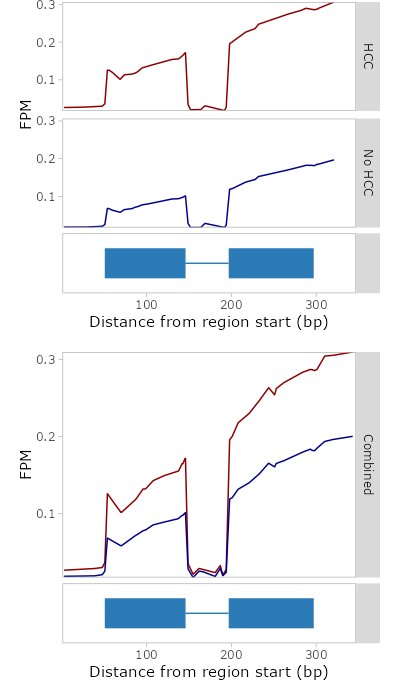 0.3
0.2
0.1
HCC
FPM
0.3
0.2
0.1
No HCC
100
200
300
Distance from region start (bp)
0.3
0.2
0.1
FPM
Combined
100
200
300
Distance from region start (bp)